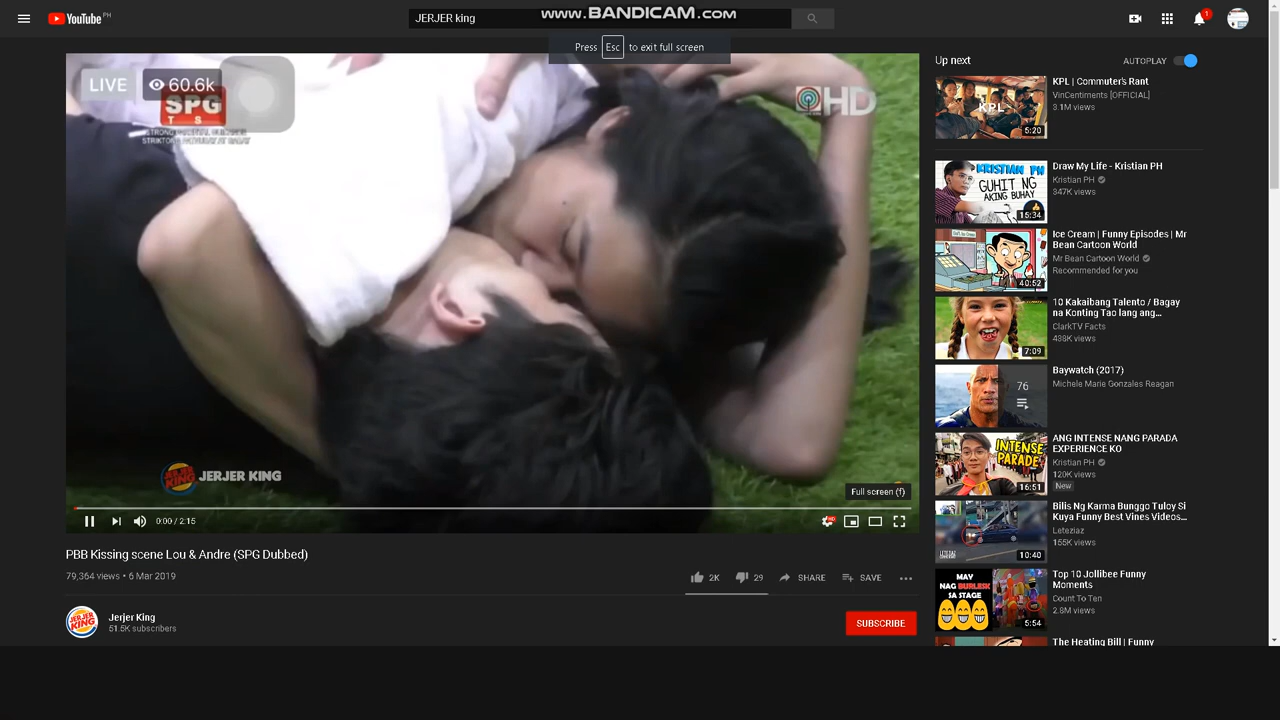 YouTube PH
JERJER king
www.BANDICAM.com
1
Press Esc to exit full screen
LIVE 60.6k
SPG
HD
JERJER KING
Full screen (f)
0:00 / 2:15
HD
PBB Kissing scene Lou & Andre (SPG Dubbed)
79,364 views • 6 Mar 2019
2K 29 SHARE SAVE
Jerjer King
51.5K subscribers
SUBSCRIBE
Up next
AUTOPLAY
KPL
5:20
KPL | Commuter's Rant
VinCentiments [OFFICIAL]
3.1M views
KRISTIAN PH
GUHIT NG
AKING BUHAY
15:34
Draw My Life - Kristian PH
Kristian PH
347K views
40:52
Ice Cream | Funny Episodes | Mr
Bean Cartoon World
Mr Bean Cartoon World
Recommended for you
7:09
10 Kakaibang Talento / Bagay
na Konting Tao lang ang...
ClarkTV Facts
438K views
76
Baywatch (2017)
Michele Marie Gonzales Reagan
INTENSE
PARADE
16:51
ANG INTENSE NANG PARADA
EXPERIENCE KO
Kristian PH
120K views
New
10:40
Bilis Ng Karma Bunggo Tuloy Si
Kuya Funny Best Vines Videos...
Leteziaz
155K views
MAY
NAG BURLESK
SA STAGE
5:54
Top 10 Jollibee Funny
Moments
Count To Ten
2.8M views
The Heating Bill | Funny